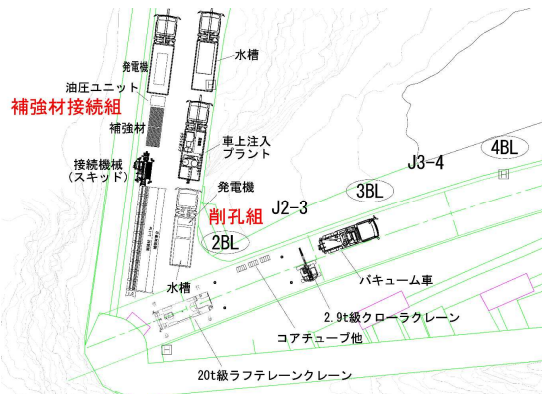 水槽
発電機
油圧ユニット
補強材接続組
補強材
車上注入
プラント
接続機械
(スキッド)
発電機
削孔組
2BL
J2-3
3BL
J3-4
4BL
バキューム車
水槽
2.9t級クローラクレーン
コアチューブ他
20t級ラフテレーンクレーン